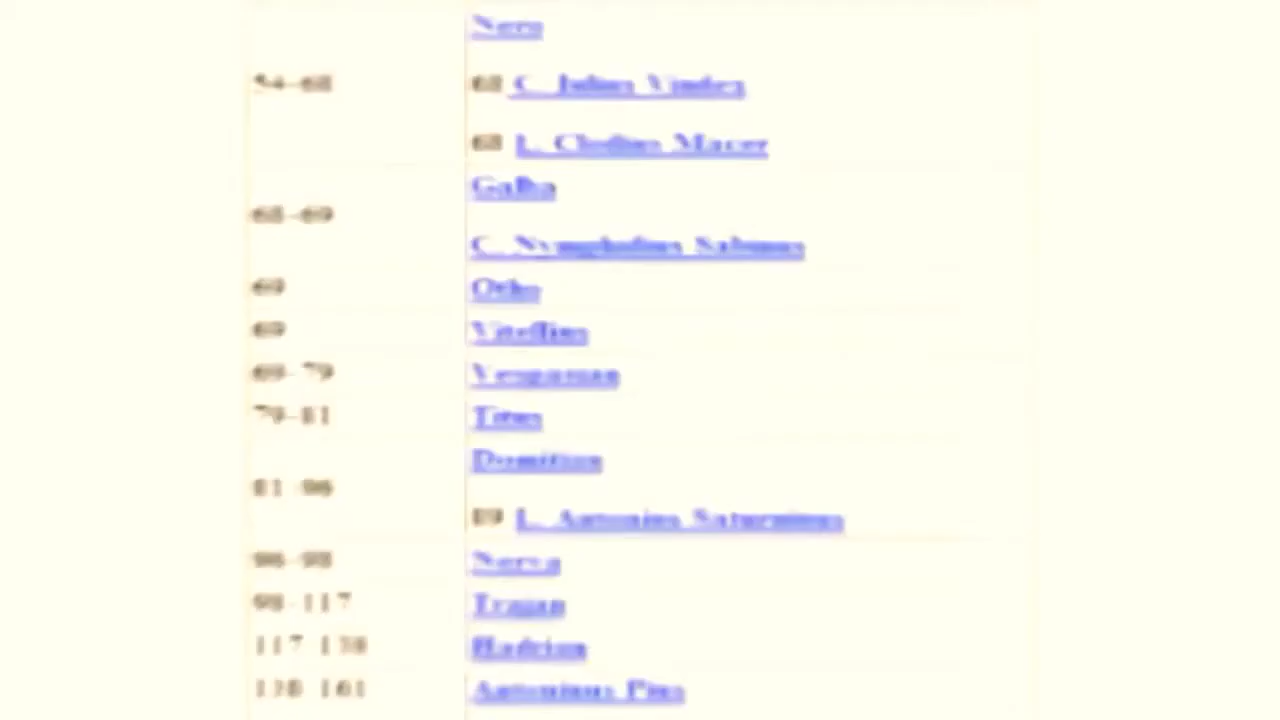 Nero
54-68
68 C. Julius Vindex
68 L. Clodius Macer
Galba
68-69
C. Nymphidius Sabinus
69 Otho
69 Vitellius
69-79 Vespasian
79-81 Titus
Domitian
81-96
89 L. Antonius Saturninus
96-98 Nerva
98-117 Trajan
117-138 Hadrian
138-161 Antoninus Pius